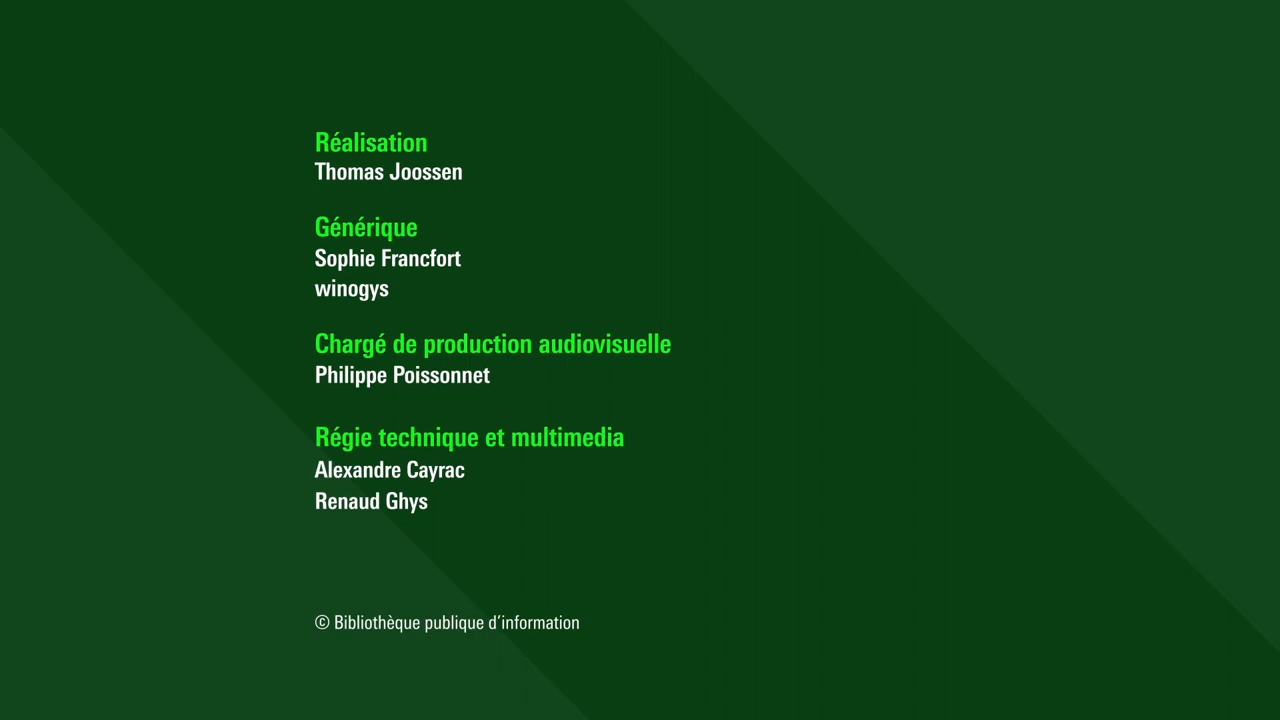 Réalisation
Thomas Joossen
Générique
Sophie Francfort
winogys
Chargé de production audiovisuelle
Philippe Poissonnet
Régie technique et multimedia
Alexandre Cayrac
Renaud Ghys
© Bibliothèque publique d’information